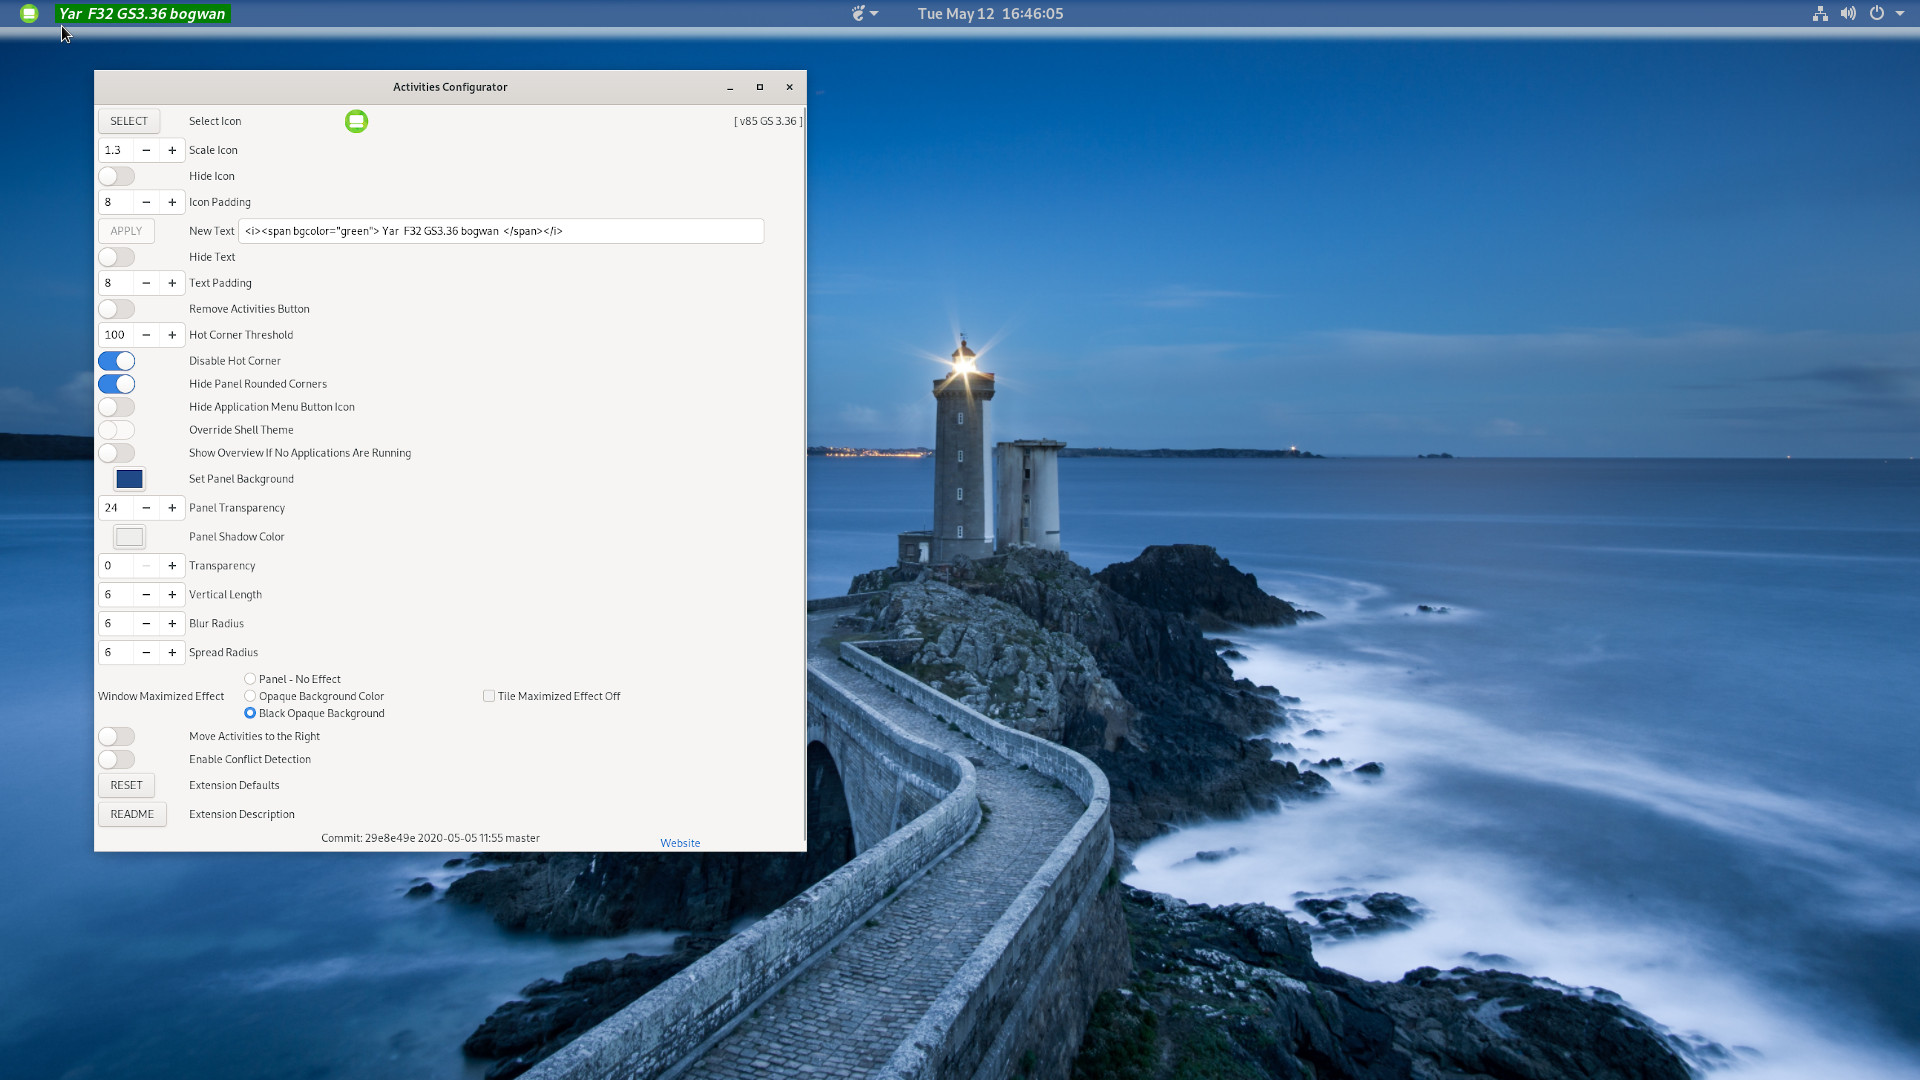 Yar F32 GS3.36 bogwan
Tue May 12 16:46:05
Activities Configurator
SELECT Select Icon [ v85 GS 3.36 ]
1.3 − + Scale Icon
Hide Icon
8 − + Icon Padding
APPLY New Text <i><span bgcolor="green"> Yar F32 GS3.36 bogwan </span></i>
Hide Text
8 − + Text Padding
Remove Activities Button
100 − + Hot Corner Threshold
Disable Hot Corner
Hide Panel Rounded Corners
Hide Application Menu Button Icon
Override Shell Theme
Show Overview If No Applications Are Running
Set Panel Background
24 − + Panel Transparency
Panel Shadow Color
0 − + Transparency
6 − + Vertical Length
6 − + Blur Radius
6 − + Spread Radius
Panel - No Effect
Window Maximized Effect Opaque Background Color Tile Maximized Effect Off
Black Opaque Background
Move Activities to the Right
Enable Conflict Detection
RESET Extension Defaults
README Extension Description
Commit: 29e8e49e 2020-05-05 11:55 master
Website